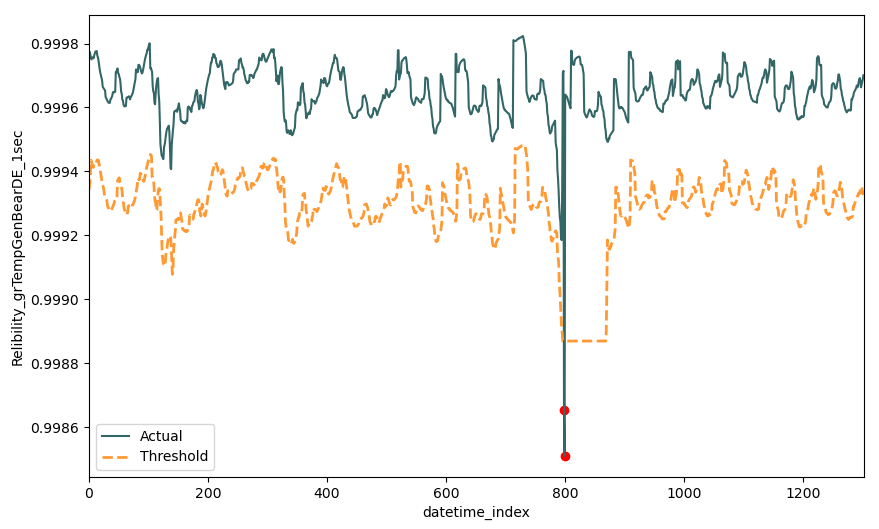 0.9998
0.9996
0.9994
0.9992
0.9990
0.9988
0.9986
Relibility_grTempGenBearDE_1sec
Actual
Threshold
0 200 400 600 800 1000 1200
datetime_index